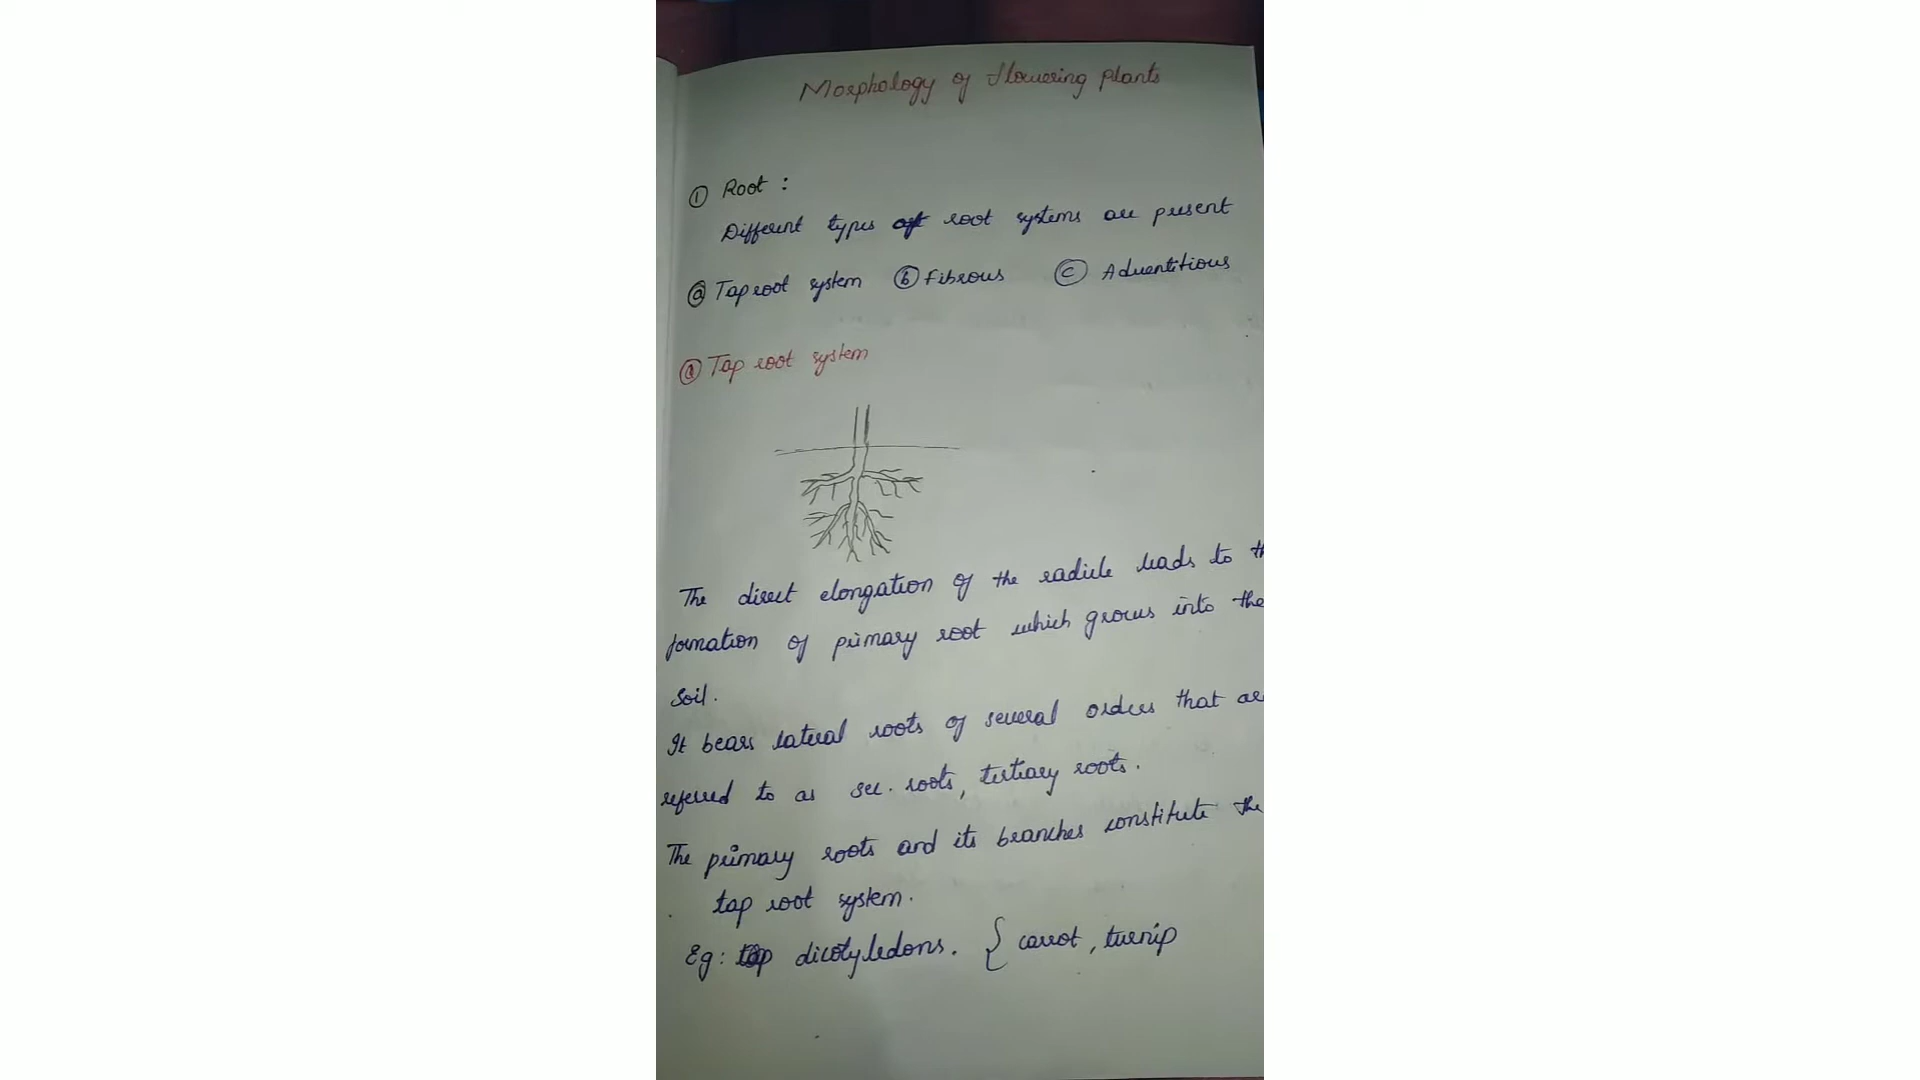 Morphology of flowering plants
① Root :
Different types of root systems are present
ⓐ Tap root system ⓑ Fibrous ⓒ Adventitious
ⓐ Tap root system
The direct elongation of the radicle leads to th
formation of primary root which grows into the
soil.
It bears lateral roots of several orders that are
referred to as sec. roots, tertiary roots.
The primary roots and its branches constitute the
tap root system.
Eg: dicotyledons. { carrot, turnip